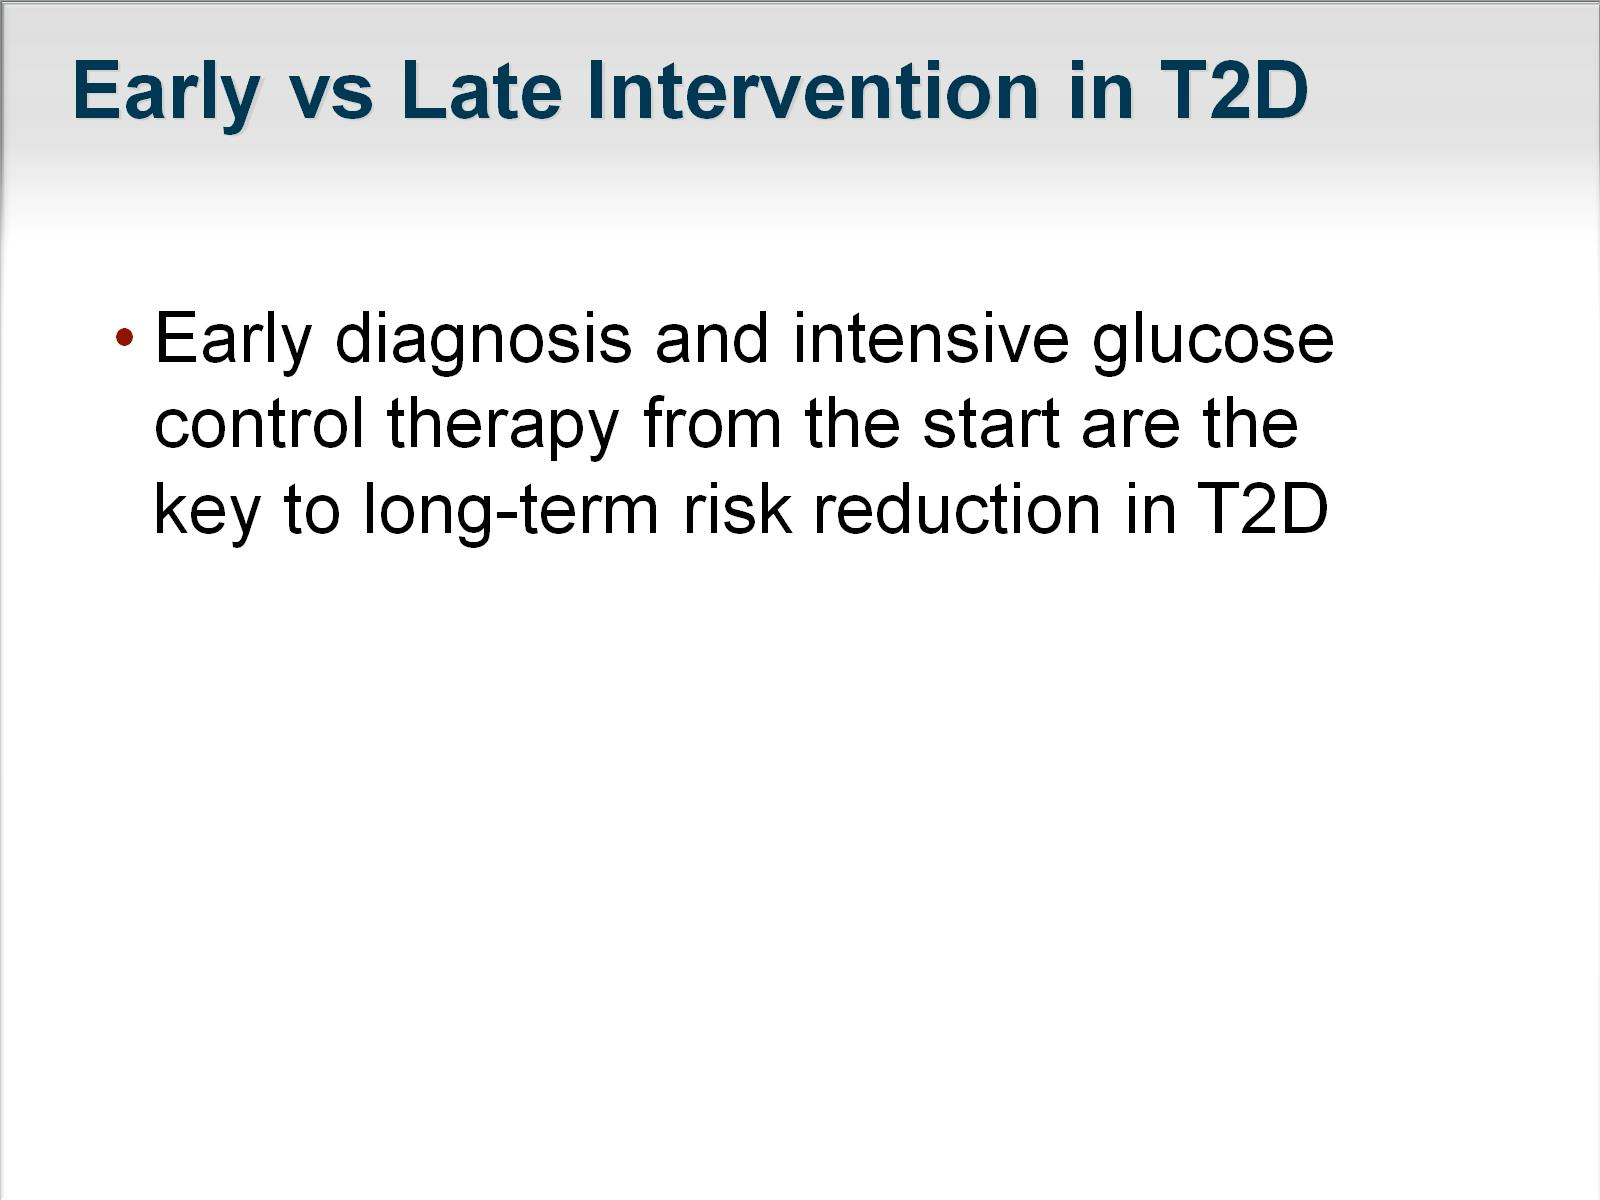 Early vs Late Intervention in T2D
• Early diagnosis and intensive glucose
control therapy from the start are the
key to long-term risk reduction in T2D